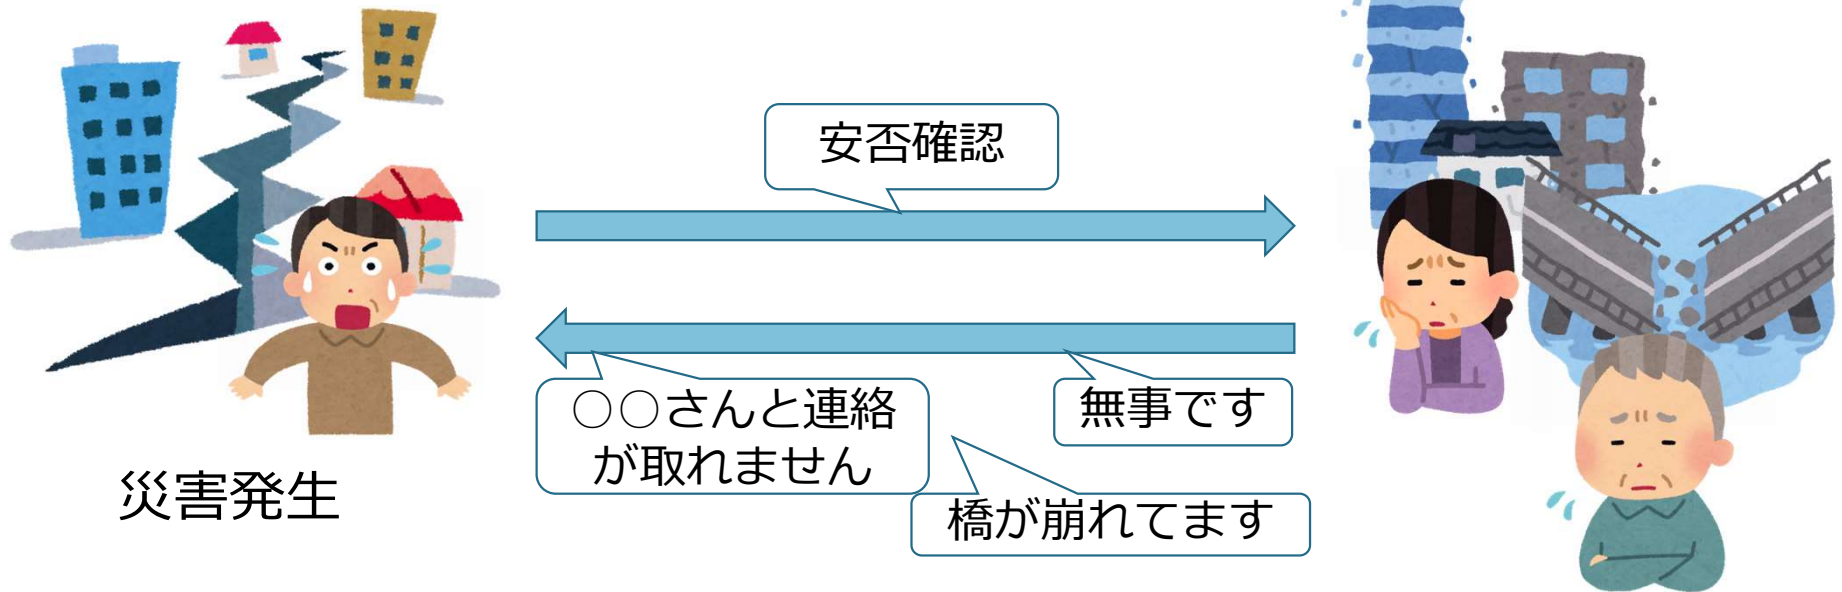 安否確認
○○さんと連絡
が取れません
無事です
橋が崩れてます
災害発生